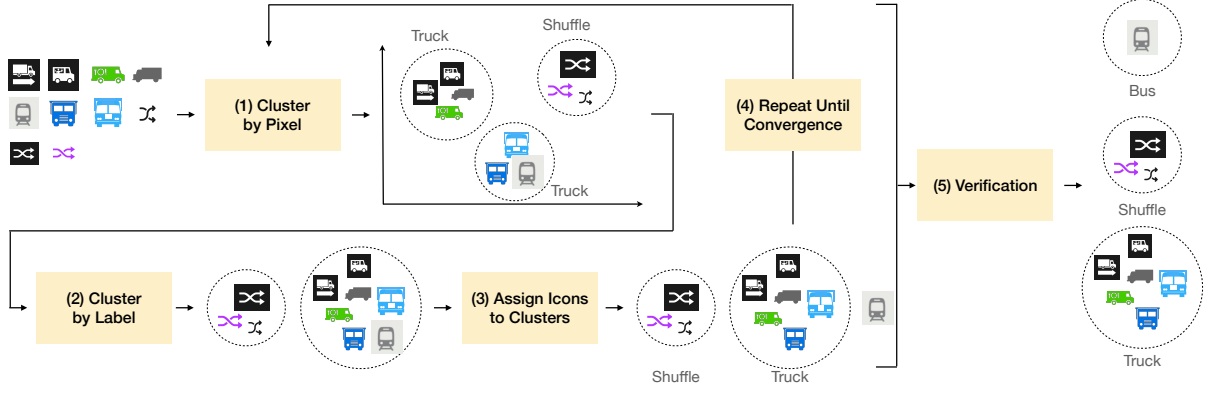 Truck
Shuffle
(1) Cluster
by Pixel
Truck
(4) Repeat Until
Convergence
Bus
(5) Verification
Shuffle
(2) Cluster
by Label
(3) Assign Icons
to Clusters
Shuffle
Truck
Truck